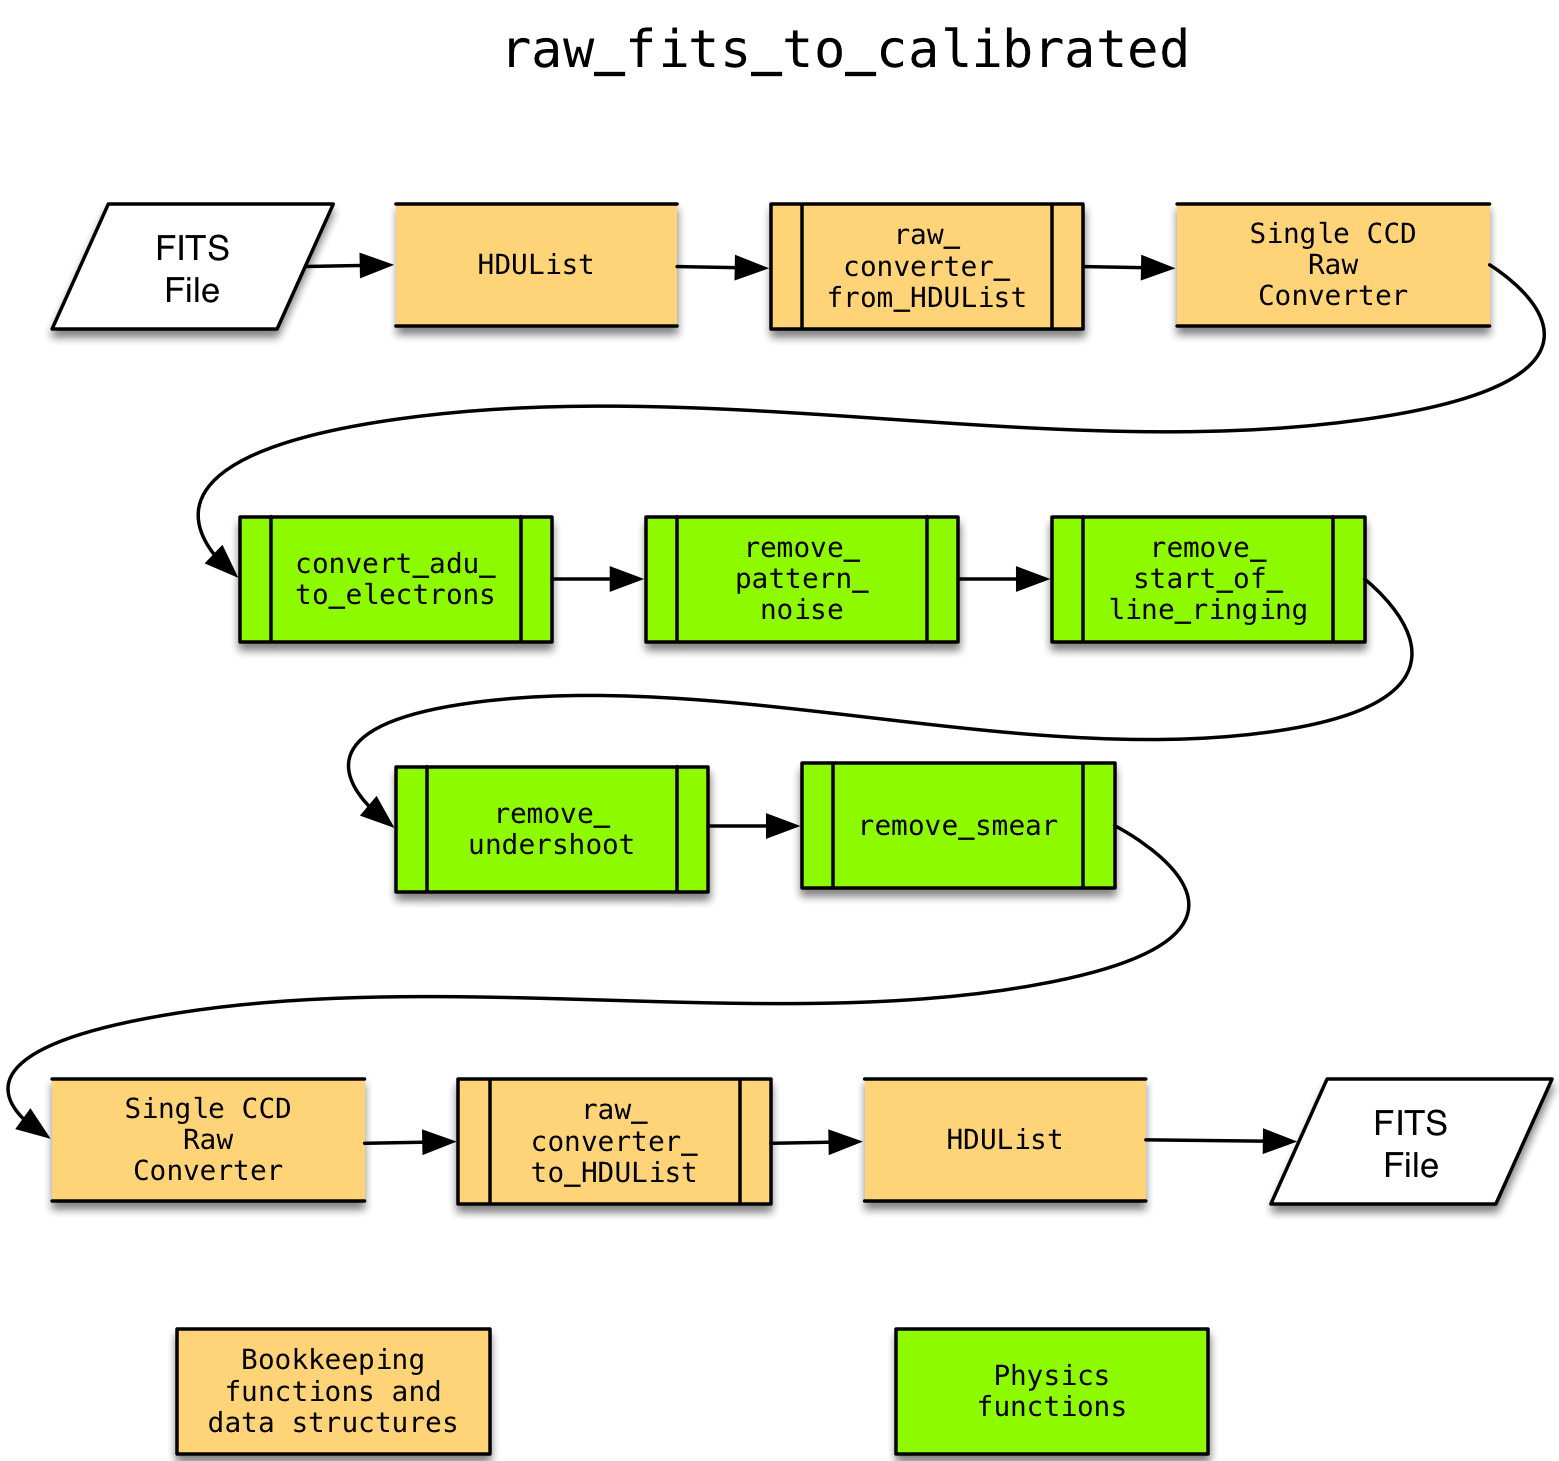 raw_fits_to_calibrated
FITS
File
HDUList
raw_
converter_
from_HDUList
Single CCD
Raw
Converter
convert_adu_
to_electrons
remove_
pattern_
noise
remove_
start_of_
line_ringing
remove_
undershoot
remove_smear
Single CCD
Raw
Converter
raw_
converter_
to_HDUList
HDUList
FITS
File
Bookkeeping
functions and
data structures
Physics
functions